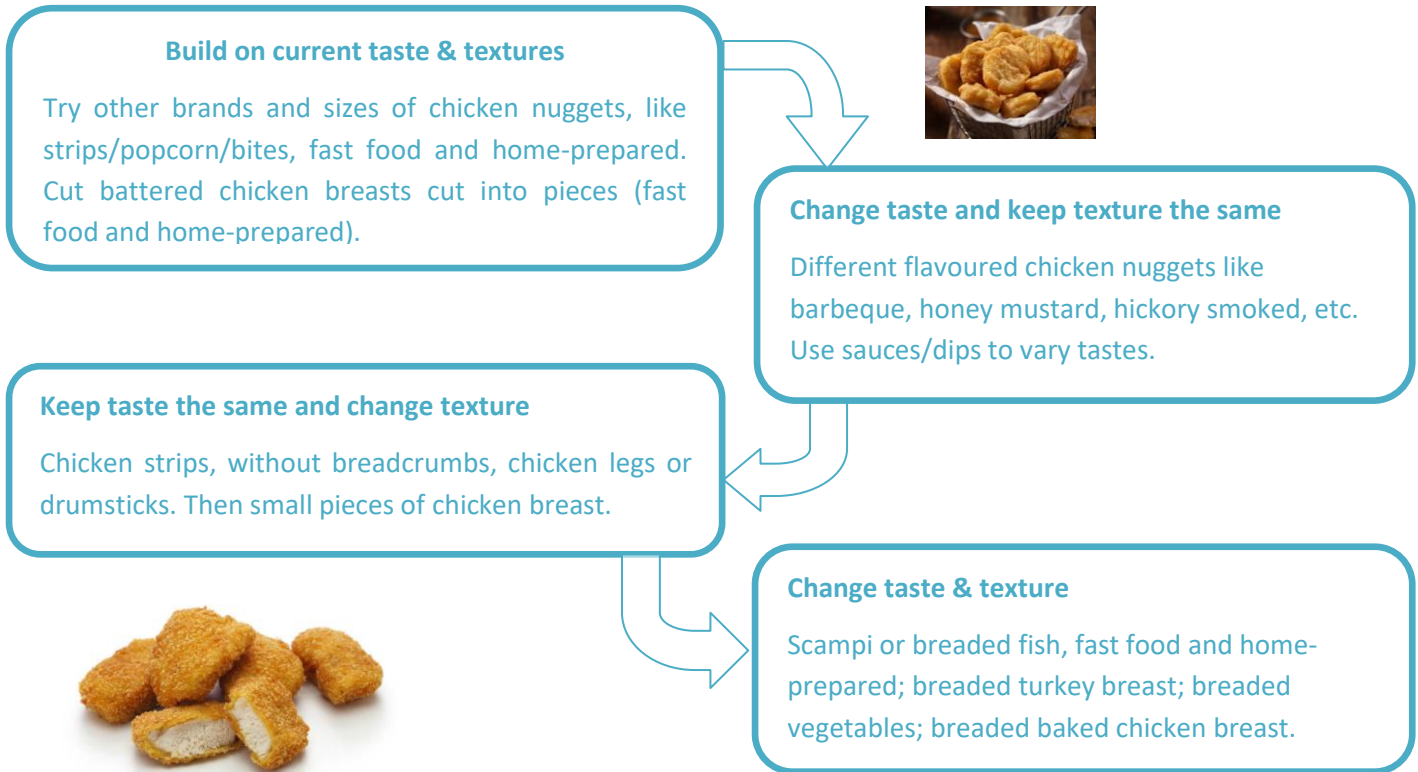 Build on current taste & textures
Try other brands and sizes of chicken nuggets, like
strips/popcorn/bites, fast food and home-prepared.
Cut battered chicken breasts cut into pieces (fast
food and home-prepared).
Change taste and keep texture the same
Different flavoured chicken nuggets like
barbeque, honey mustard, hickory smoked, etc.
Use sauces/dips to vary tastes.
Keep taste the same and change texture
Chicken strips, without breadcrumbs, chicken legs or
drumsticks. Then small pieces of chicken breast.
Change taste & texture
Scampi or breaded fish, fast food and home-
prepared; breaded turkey breast; breaded
vegetables; breaded baked chicken breast.